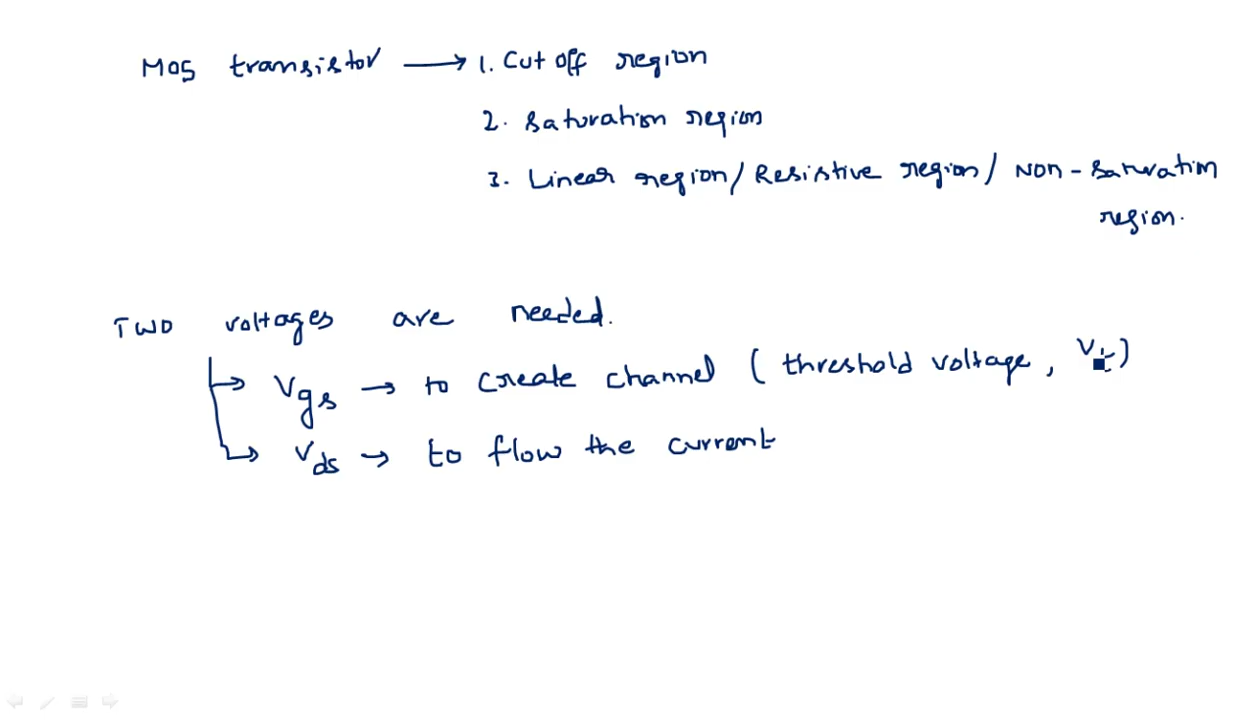 MOS transistor → 1. Cut off region
2. Saturation region
3. Linear region / Resistive region / Non-Saturation
region.
Two voltages are needed.
→ Vgs → to create channel (threshold voltage, Vt)
→ Vds → to flow the current